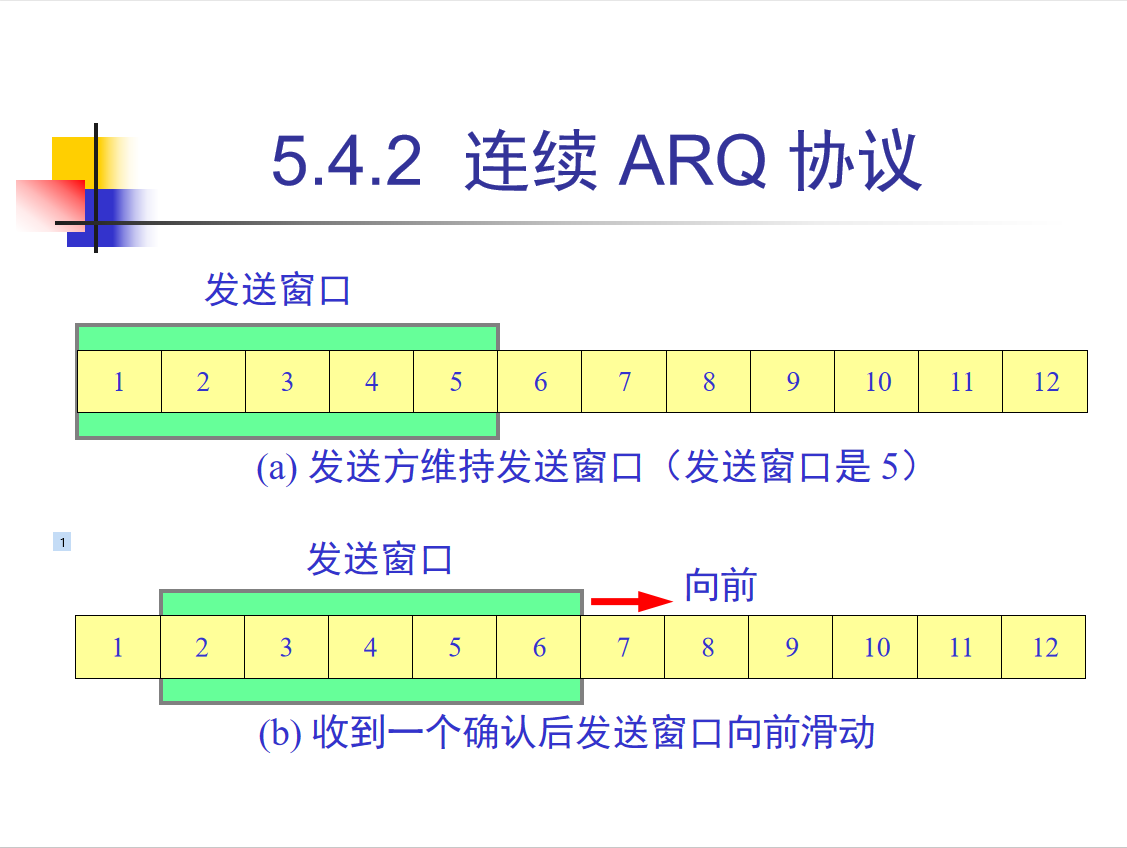 5.4.2 连续 ARQ 协议
发送窗口
1 2 3 4 5 6 7 8 9 10 11 12
(a) 发送方维持发送窗口（发送窗口是 5）
1
发送窗口
向前
1 2 3 4 5 6 7 8 9 10 11 12
(b) 收到一个确认后发送窗口向前滑动